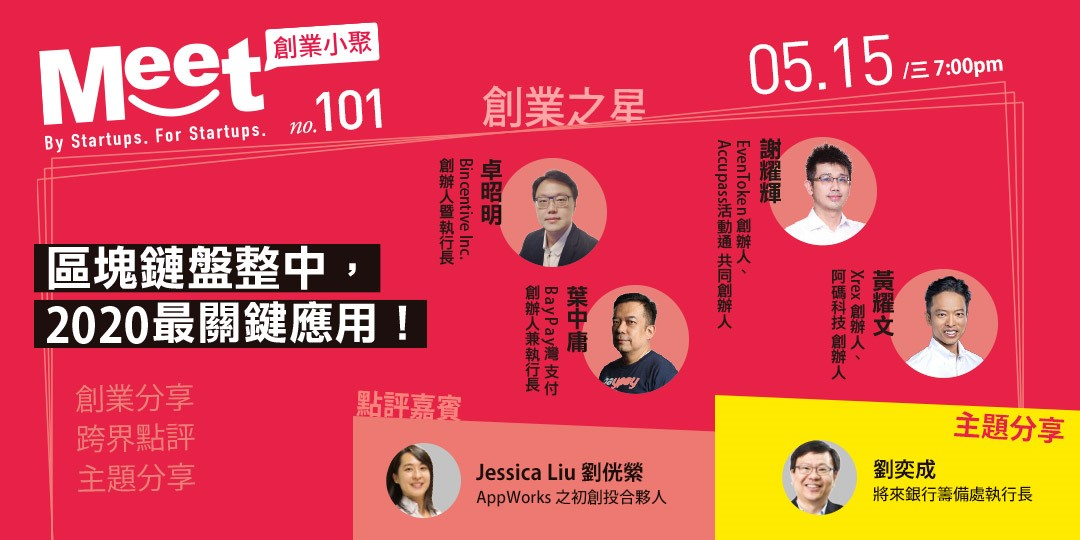 Meet
創業小聚
By Startups. For Startups.
no.101
05.15 /三 7:00pm
創業之星
卓昭明
Bincentive Inc.
創辦人暨執行長
謝耀輝
EvenToken 創辦人、
Accupass活動通 共同創辦人
葉中庸
BayPay灣支付
創辦人兼執行長
baypay
黃耀文
Xrex 創辦人、
阿碼科技 創辦人
區塊鏈盤整中，
2020最關鍵應用！
創業分享
跨界點評
主題分享
點評嘉賓
Jessica Liu 劉侊縈
AppWorks 之初創投合夥人
主題分享
劉奕成
將來銀行籌備處執行長